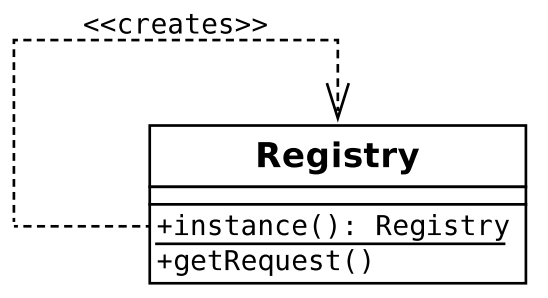 <<creates>>
Registry
+instance(): Registry
+getRequest()